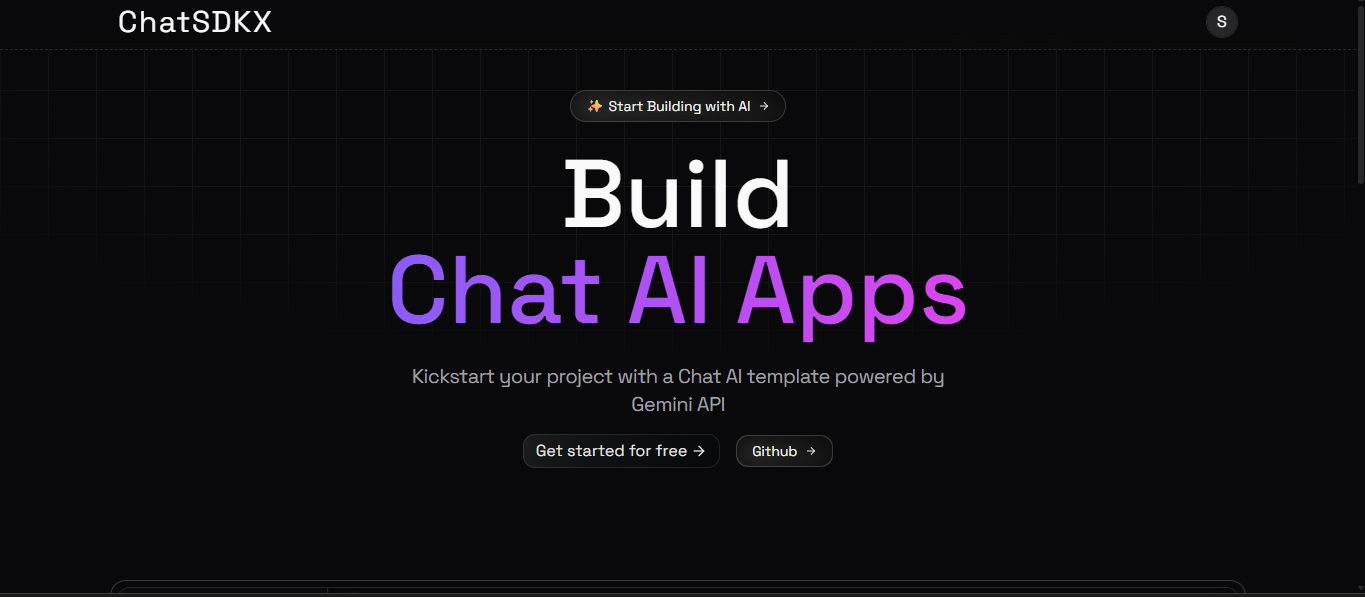 ChatSDKX
S
✨ Start Building with AI →
Build
Chat AI Apps
Kickstart your project with a Chat AI template powered by
Gemini API
Get started for free →
Github →